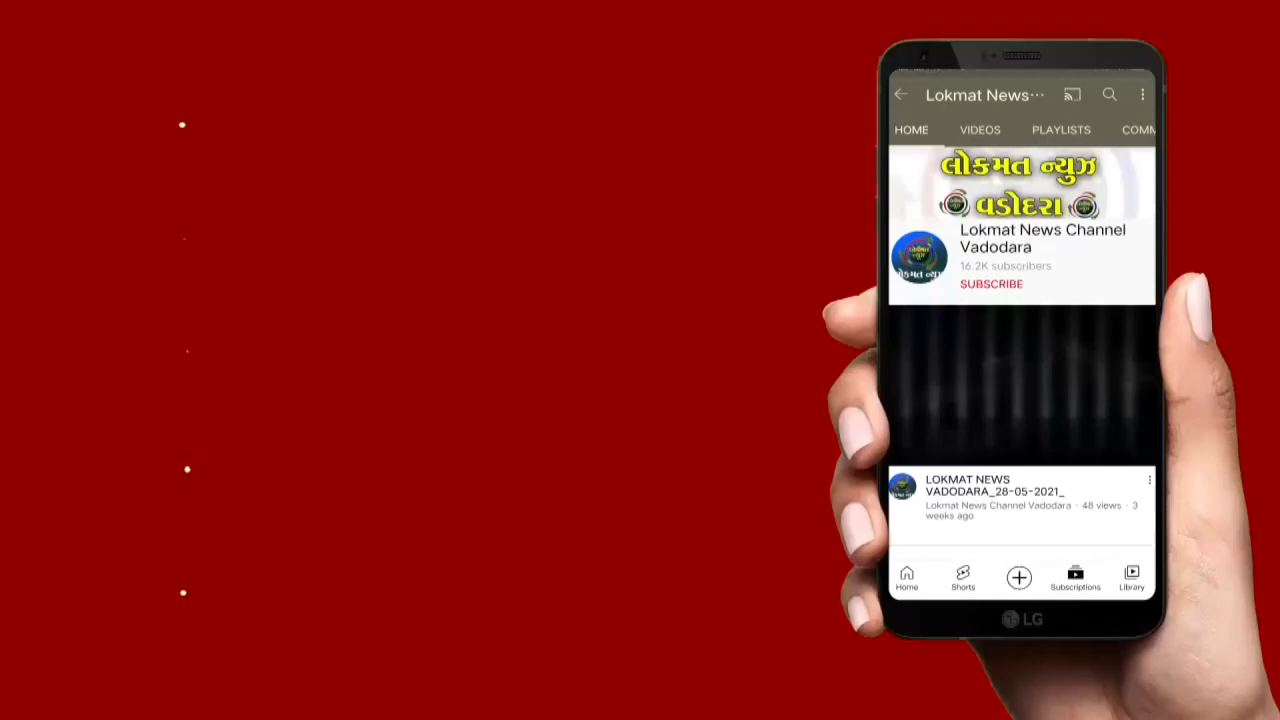 Lokmat News...
HOME VIDEOS PLAYLISTS COMM
લોકમત ન્યુઝ
વડોદરા
Lokmat News Channel
Vadodara
16.2K subscribers
SUBSCRIBE
LOKMAT NEWS
VADODARA_28-05-2021_
Lokmat News Channel Vadodara · 48 views · 3
weeks ago
Home Shorts Subscriptions Library
LG